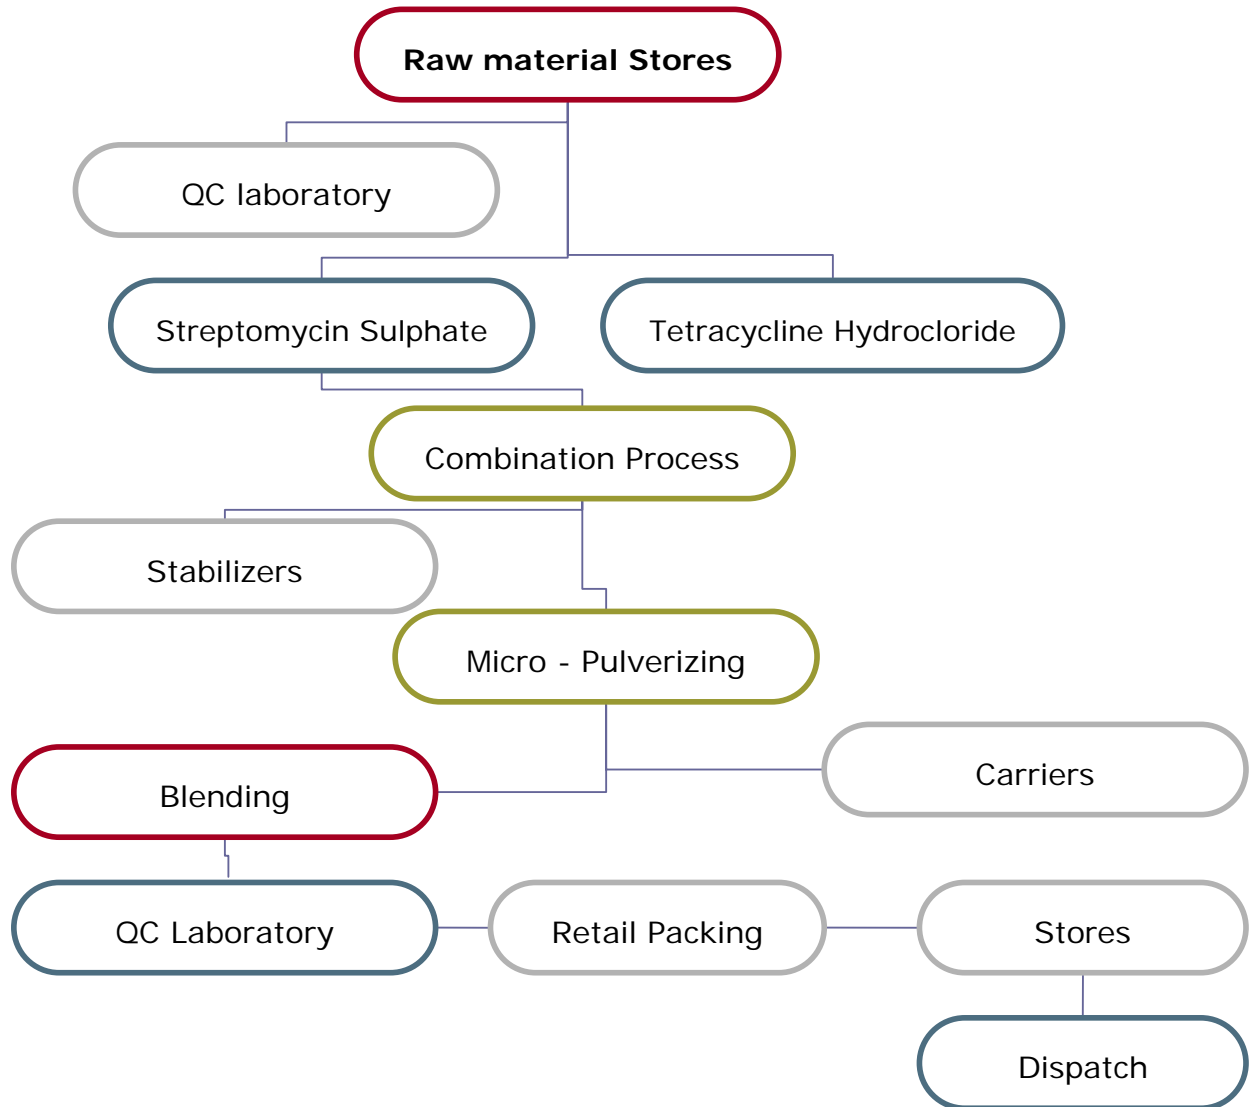 Raw material Stores
QC laboratory
Streptomycin Sulphate
Tetracycline Hydrocloride
Combination Process
Stabilizers
Micro - Pulverizing
Carriers
Blending
QC Laboratory
Retail Packing
Stores
Dispatch